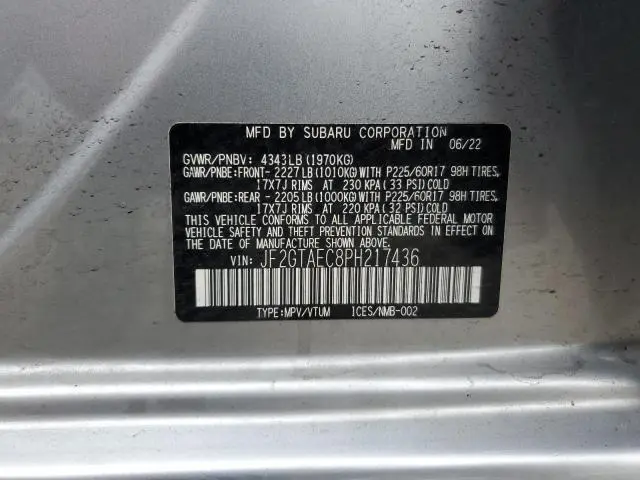 MFD BY SUBARU CORPORATION
MFD IN 06/22
GVWR/PNBV: 4343LB(1970KG)
GAWR/PNBE:FRONT-2227LB(1010KG)WITH P225/60R17 98H TIRES,
17X7J RIMS AT 230 KPA(33 PSI)COLD
GAWR/PNBE:REAR -2205LB(1000KG)WITH P225/60R17 98H TIRES,
17X7J RIMS AT 220 KPA(32 PSI)COLD
THIS VEHICLE CONFORMS TO ALL APPLICABLE FEDERAL MOTOR
VEHICLE SAFETY AND THEFT PREVENTION STANDARDS IN EFFECT ON
THE DATE OF MANUFACTURE SHOWN ABOVE.
VIN: JF2GTAEC8PH217436
TYPE:MPV/VTUM ICES/NMB-002